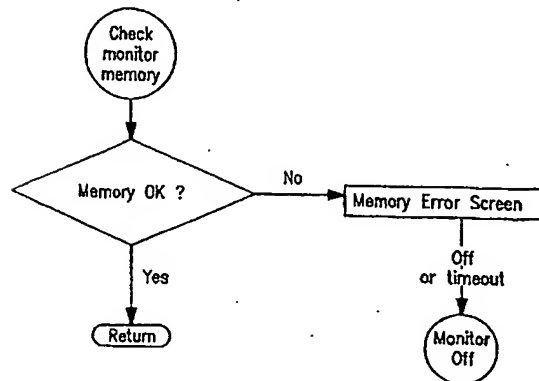 Check
monitor
memory
Memory OK ?
No
Memory Error Screen
Yes
Off
or timeout
Return
Monitor
Off